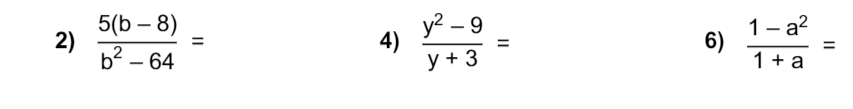 2) 5(b – 8) / b² – 64 =
4) y² – 9 / y + 3 =
6) 1 – a² / 1 + a =